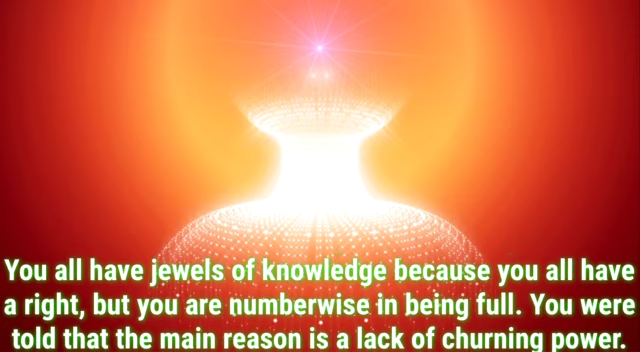 You all have jewels of knowledge because you all have
a right, but you are numberwise in being full. You were
told that the main reason is a lack of churning power.